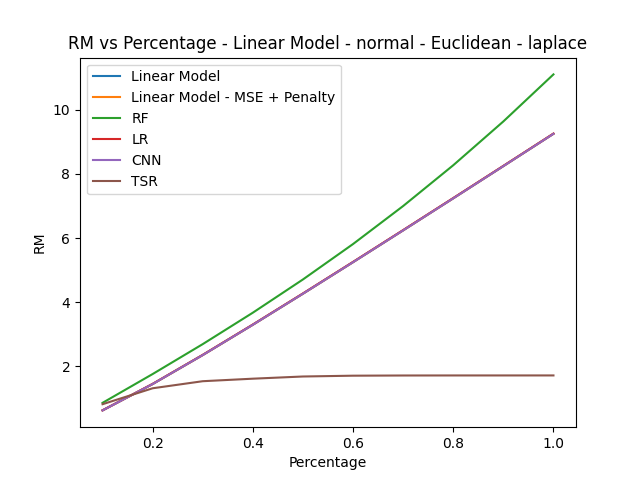 RM vs Percentage - Linear Model - normal - Euclidean - laplace
Linear Model
Linear Model - MSE + Penalty
RF
LR
CNN
TSR
RM
10
8
6
4
2
0.2 0.4 0.6 0.8 1.0
Percentage